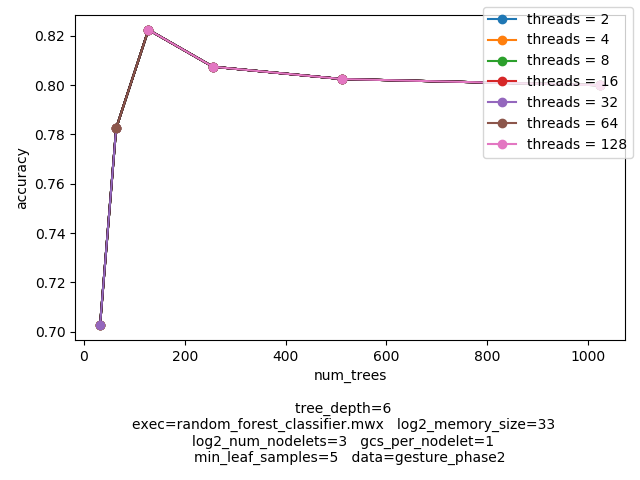 threads = 2
threads = 4
threads = 8
threads = 16
threads = 32
threads = 64
threads = 128
0.82
0.80
0.78
0.76
0.74
0.72
0.70
accuracy
0 200 400 600 800 1000
num_trees
tree_depth=6
exec=random_forest_classifier.mwx log2_memory_size=33
log2_num_nodelets=3 gcs_per_nodelet=1
min_leaf_samples=5 data=gesture_phase2